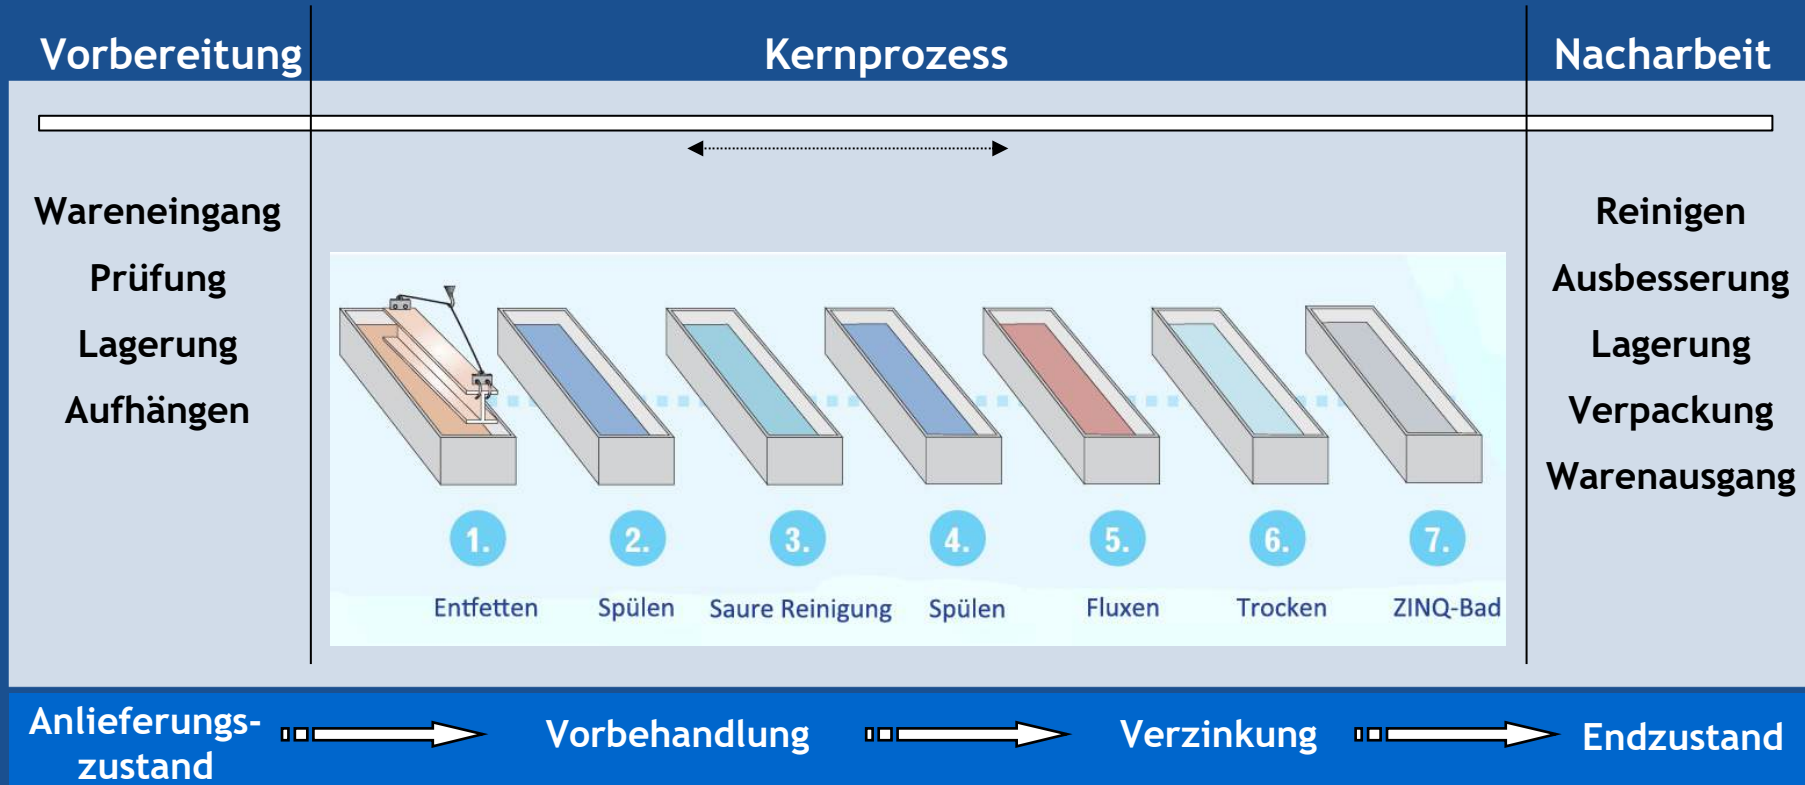 Vorbereitung
Kernprozess
Nacharbeit
Wareneingang
Prüfung
Lagerung
Aufhängen
1.
2.
3.
4.
5.
6.
7.
Entfetten
Spülen
Saure Reinigung
Spülen
Fluxen
Trocken
ZINQ-Bad
Reinigen
Ausbesserung
Lagerung
Verpackung
Warenausgang
Anlieferungs-
zustand
Vorbehandlung
Verzinkung
Endzustand